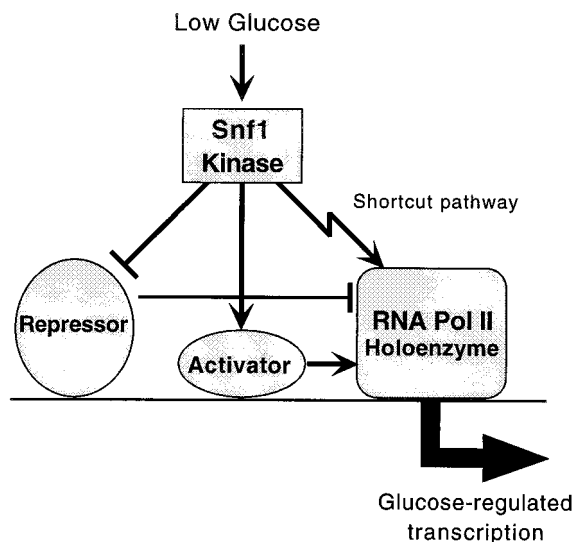 Low Glucose
Snf1
Kinase
Shortcut pathway
Repressor
Activator
RNA Pol II
Holoenzyme
Glucose-regulated
transcription